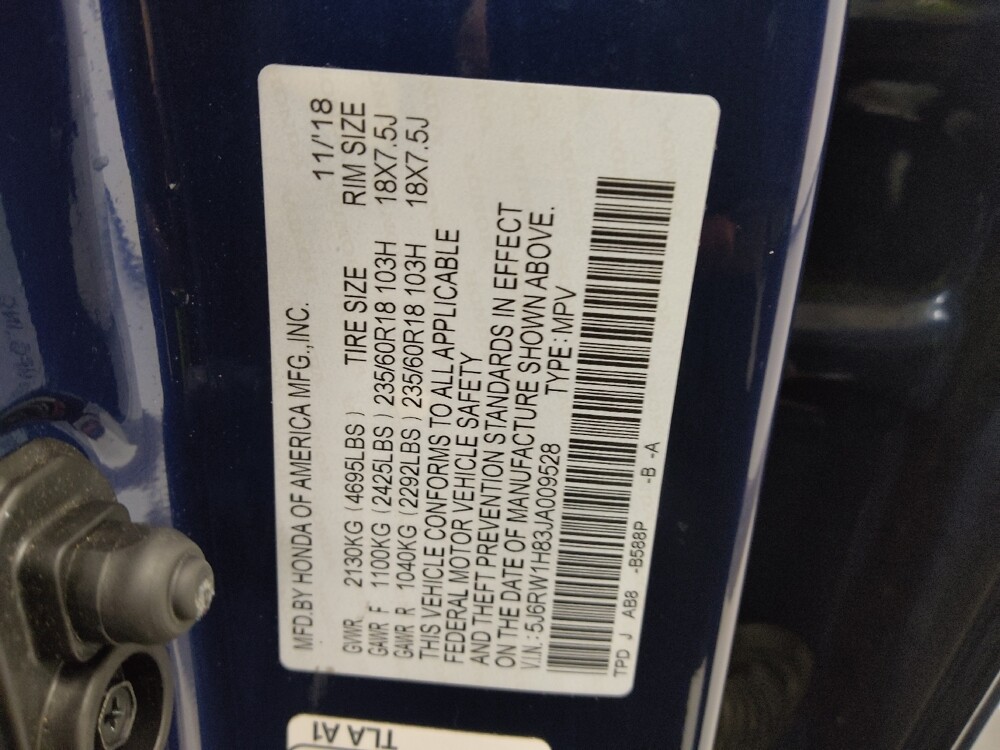 MFD.BY HONDA OF AMERICA MFG.,INC. 11/'18
GVWR 2130KG (4695LBS) TIRE SIZE RIM SIZE
GAWR F 1100KG (2425LBS) 235/60R18 103H 18X7.5J
GAWR R 1040KG (2292LBS) 235/60R18 103H 18X7.5J
THIS VEHICLE CONFORMS TO ALL APPLICABLE
FEDERAL MOTOR VEHICLE SAFETY
AND THEFT PREVENTION STANDARDS IN EFFECT
ON THE DATE OF MANUFACTURE SHOWN ABOVE.
V.I.N.: 5J6RW1H83JA009528 TYPE: MPV
TPD J AB8 -B588P -B -A
TLA A1